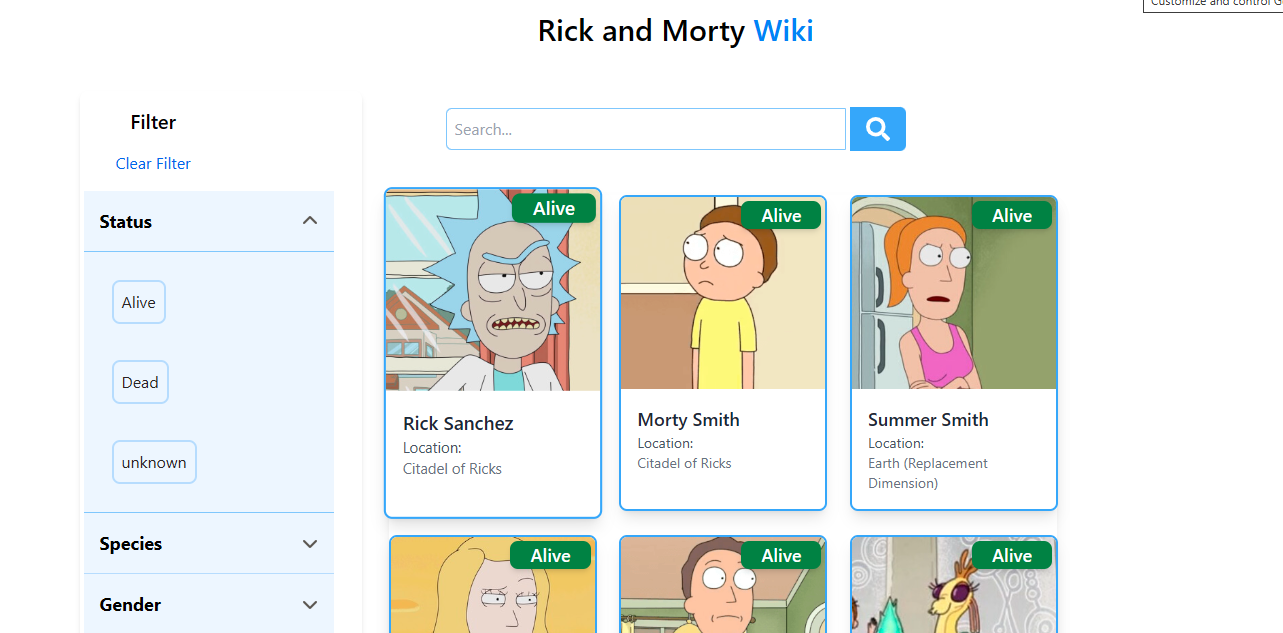 Customize and control G
Rick and Morty Wiki
Filter
Clear Filter
Status
Alive
Dead
unknown
Species
Gender
Search...
Alive
Rick Sanchez
Location:
Citadel of Ricks
Alive
Morty Smith
Location:
Citadel of Ricks
Alive
Summer Smith
Location:
Earth (Replacement
Dimension)
Alive
Alive
Alive